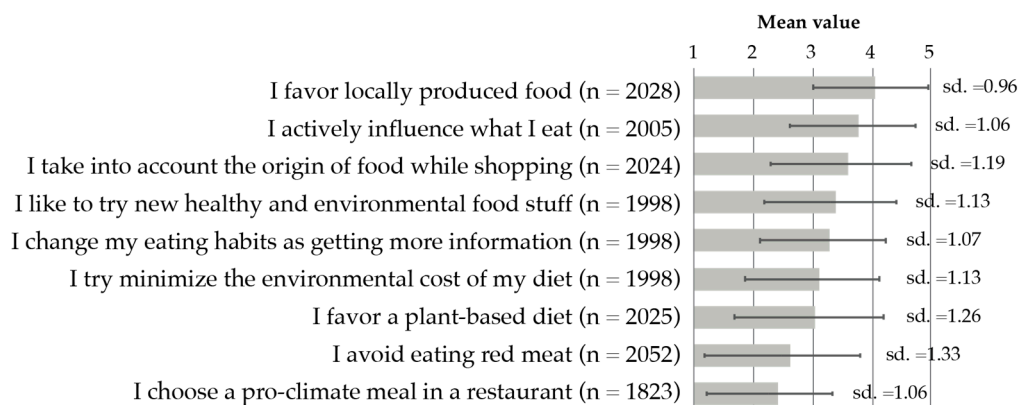 Mean value
1 2 3 4 5
I favor locally produced food (n = 2028) sd. =0.96
I actively influence what I eat (n = 2005) sd. =1.06
I take into account the origin of food while shopping (n = 2024) sd. =1.19
I like to try new healthy and environmental food stuff (n = 1998) sd. =1.13
I change my eating habits as getting more information (n = 1998) sd. =1.07
I try minimize the environmental cost of my diet (n = 1998) sd. =1.13
I favor a plant-based diet (n = 2025) sd. =1.26
I avoid eating red meat (n = 2052) sd. =1.33
I choose a pro-climate meal in a restaurant (n = 1823) sd. =1.06